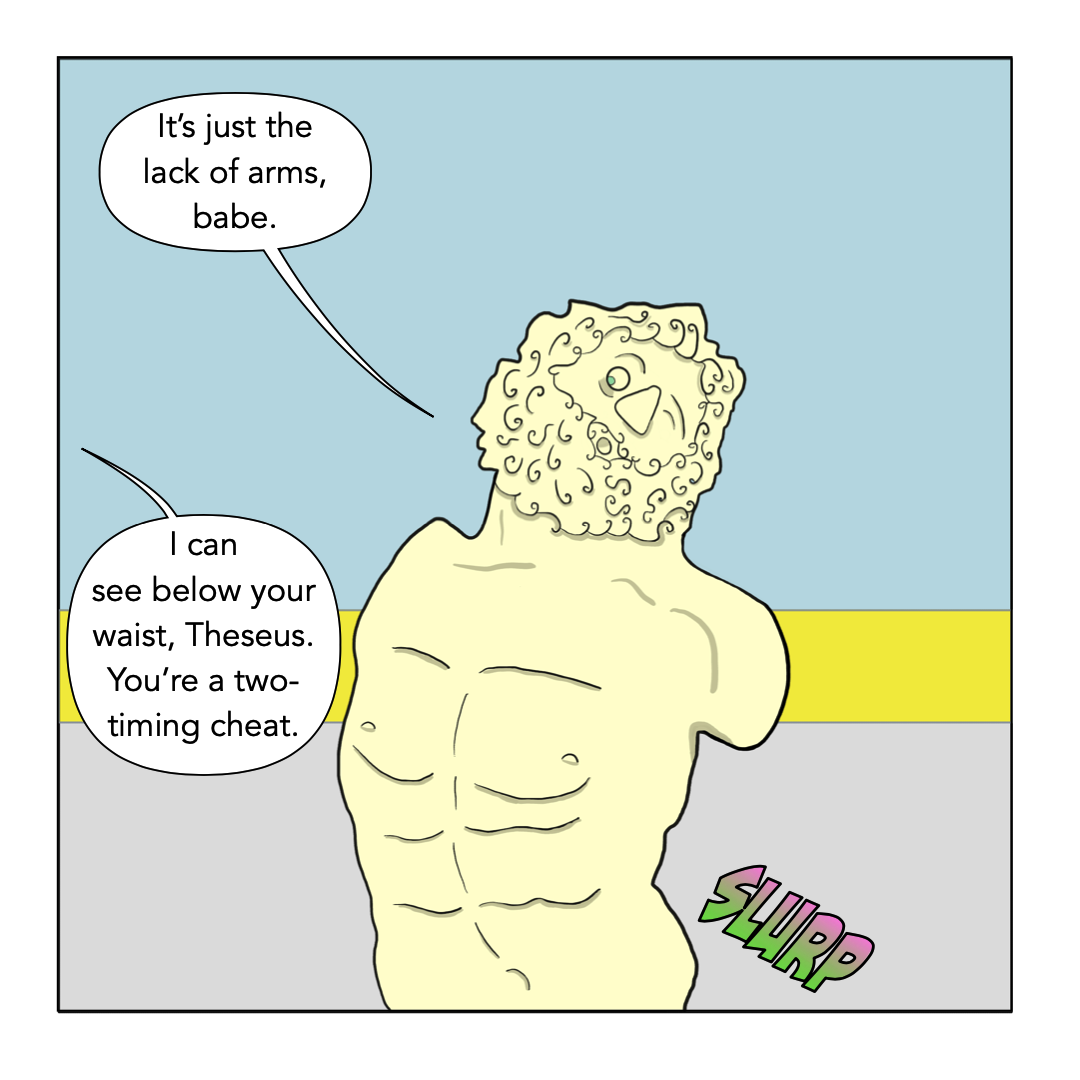 It’s just the
lack of arms,
babe.
I can
see below your
waist, Theseus.
You’re a two-
timing cheat.
SLURP